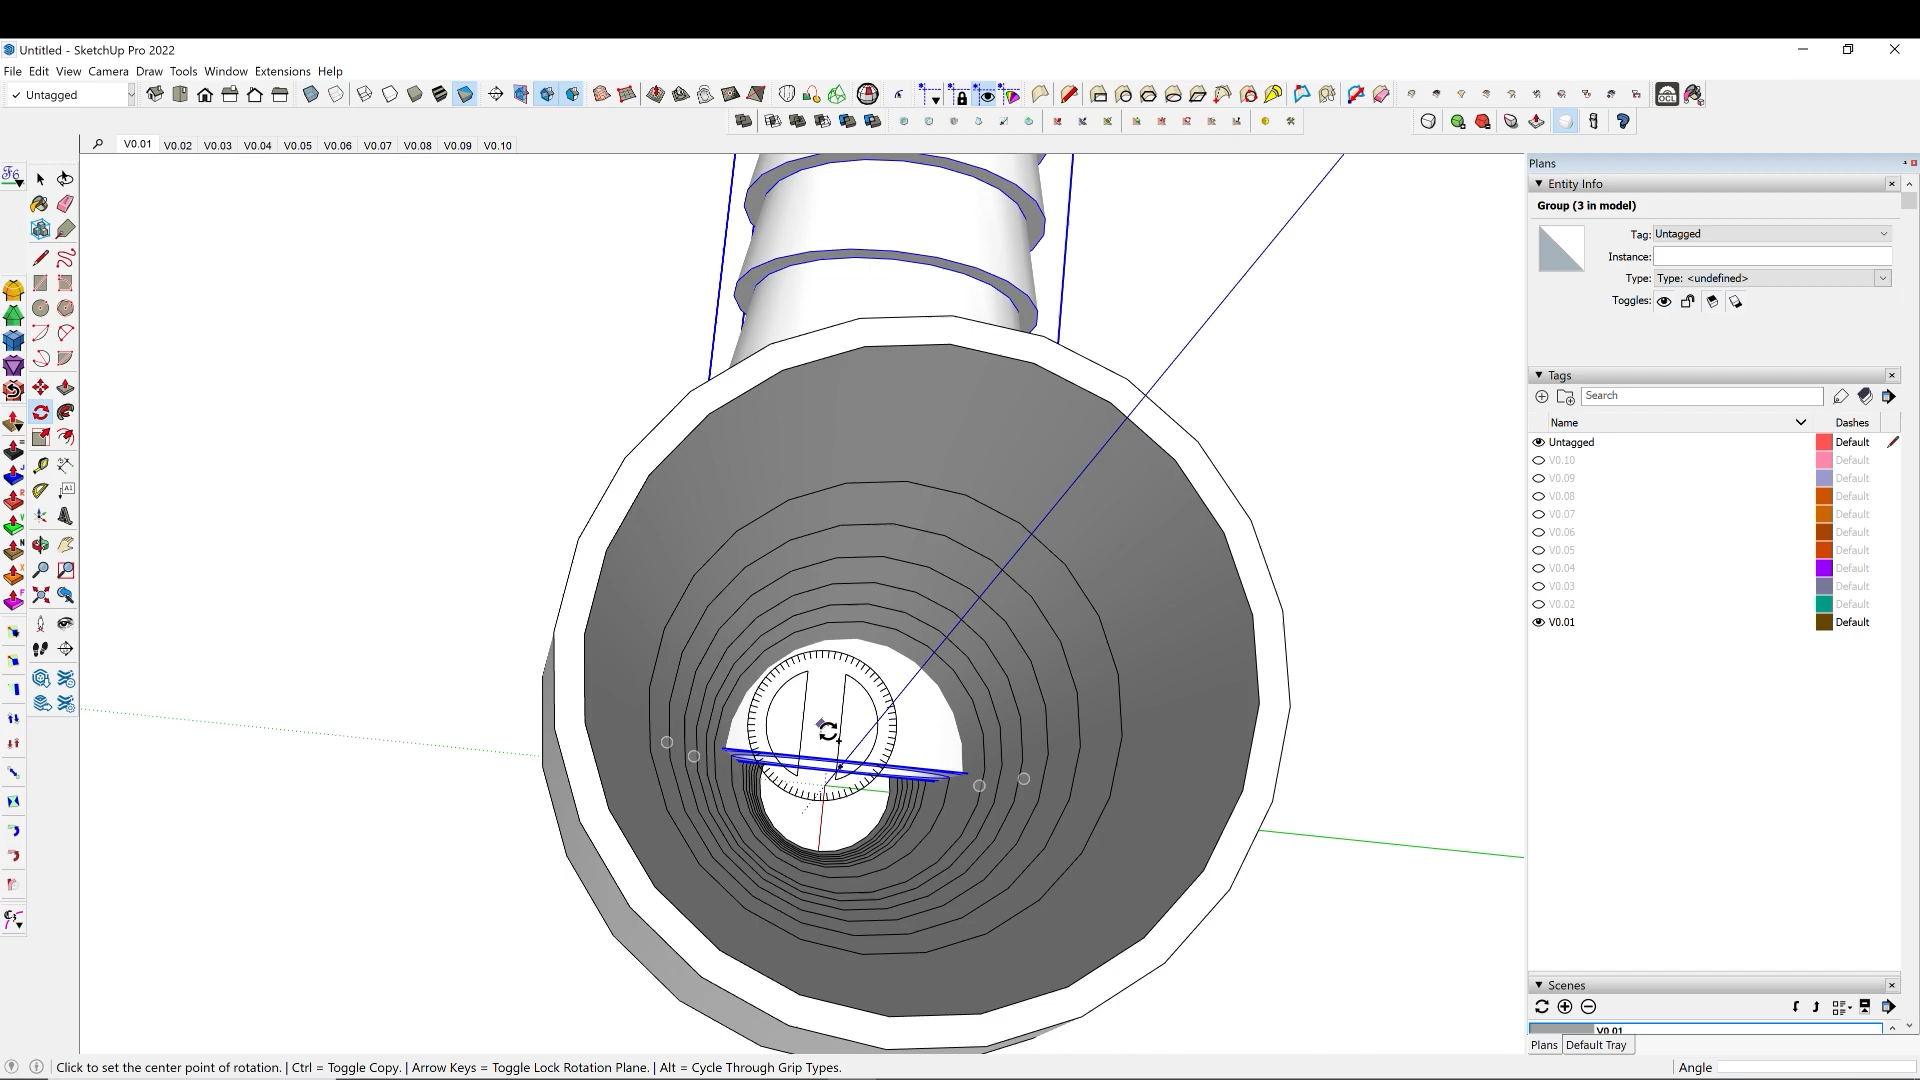 Untitled - SketchUp Pro 2022
File Edit View Camera Draw Tools Window Extensions Help
✓ Untagged
OCL
V0.01 V0.02 V0.03 V0.04 V0.05 V0.06 V0.07 V0.08 V0.09 V0.10
Plans
Entity Info
Group (3 in model)
Tag: Untagged
Instance:
Type: Type: <undefined>
Toggles:
Tags
Search
Name Dashes
Untagged Default
V0.10 Default
V0.09 Default
V0.08 Default
V0.07 Default
V0.06 Default
V0.05 Default
V0.04 Default
V0.03 Default
V0.02 Default
V0.01 Default
Scenes
V0.01
Plans Default Tray
Click to set the center point of rotation. | Ctrl = Toggle Copy. | Arrow Keys = Toggle Lock Rotation Plane. | Alt = Cycle Through Grip Types.
Angle